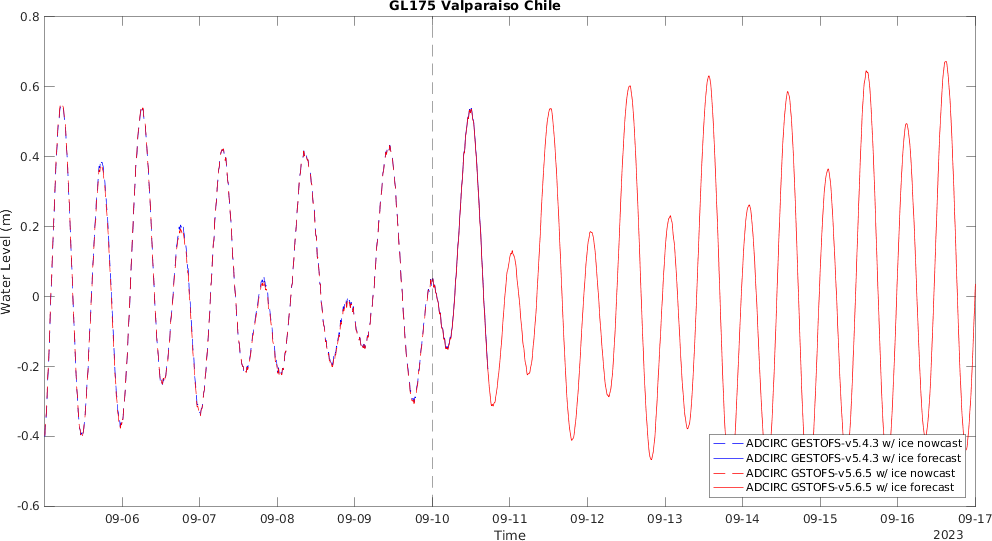 GL175 Valparaiso Chile
0.8
0.6
0.4
0.2
0
-0.2
-0.4
-0.6
Water Level (m)
ADCIRC GESTOFS-v5.4.3 w/ ice nowcast
ADCIRC GESTOFS-v5.4.3 w/ ice forecast
ADCIRC GSTOFS-v5.6.5 w/ ice nowcast
ADCIRC GSTOFS-v5.6.5 w/ ice forecast
09-06 09-07 09-08 09-09 09-10 09-11 09-12 09-13 09-14 09-15 09-16 09-17
Time
2023